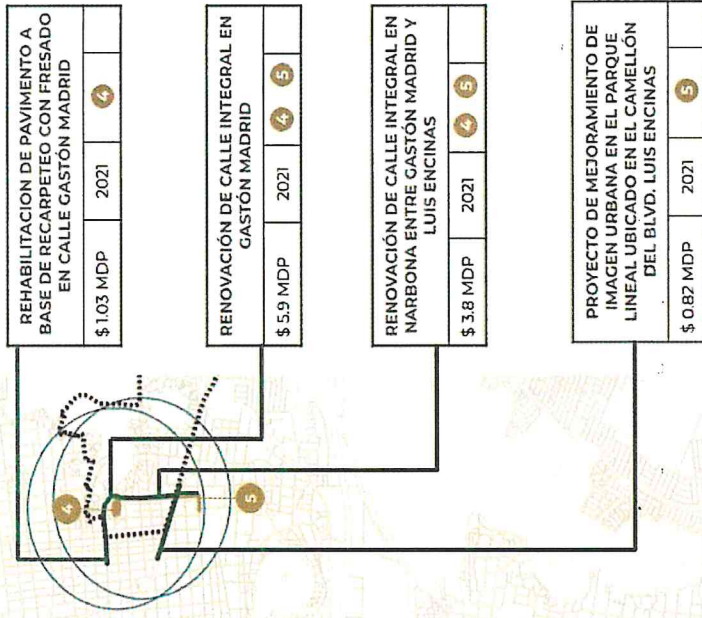 REHABILITACION DE PAVIMENTO A
BASE DE RECARPETEO CON FRESADO
EN CALLE GASTÓN MADRID
$ 1.03 MDP 2021 4
RENOVACIÓN DE CALLE INTEGRAL EN
GASTÓN MADRID
$ 5.9 MDP 2021 4 5
RENOVACIÓN DE CALLE INTEGRAL EN
NARBONA ENTRE GASTÓN MADRID Y
LUIS ENCINAS
$ 3.8 MDP 2021 4 5
PROYECTO DE MEJORAMIENTO DE
IMAGEN URBANA EN EL PARQUE
LINEAL UBICADO EN EL CAMELLÓN
DEL BLVD. LUIS ENCINAS
$ 0.82 MDP 2021 5
4
5